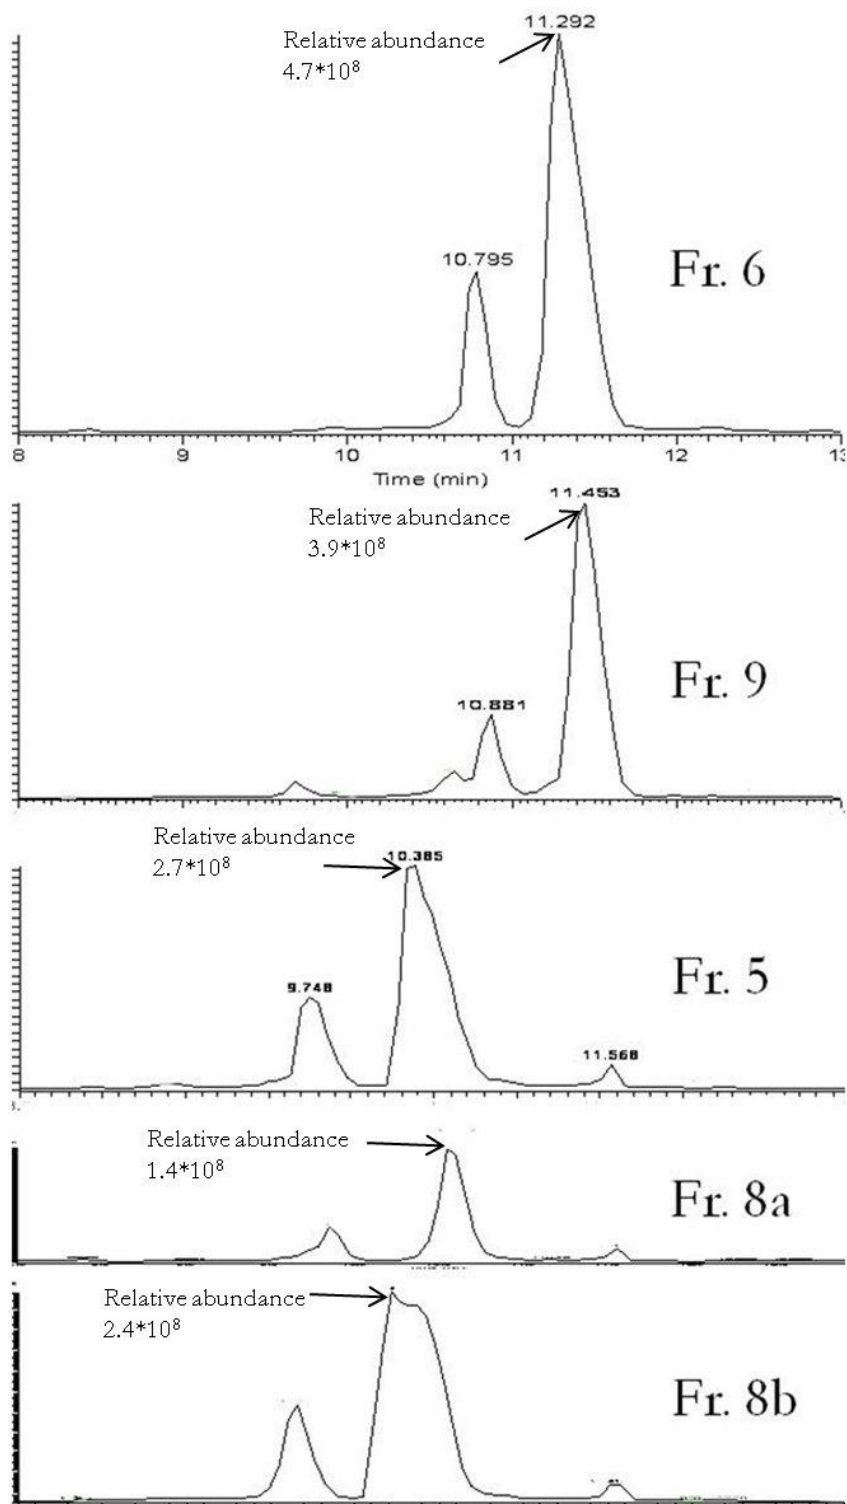 11.292
Relative abundance
4.7*10⁸
10.795
Fr. 6
8 9 10 11 12 13
Time (min)
11.453
Relative abundance
3.9*10⁸
10.881
Fr. 9
Relative abundance
2.7*10⁸
10.385
9.748
Fr. 5
11.568
Relative abundance
1.4*10⁸
Fr. 8a
Relative abundance
2.4*10⁸
Fr. 8b